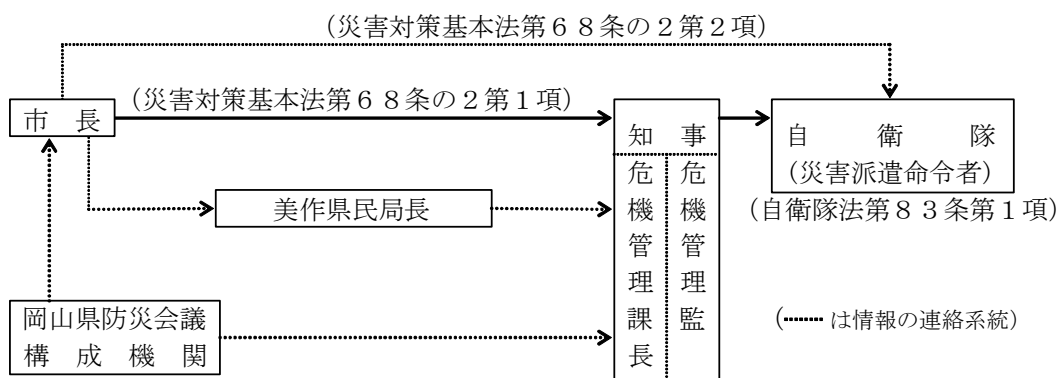 (災害対策基本法第６８条の２第２項)
(災害対策基本法第６８条の２第１項)
市　長
知　事
自　衛　隊
(災害派遣命令者)
(自衛隊法第８３条第１項)
美作県民局長
危機管理課長
危機管理監
岡山県防災会議
構成機関
(┅┅ は情報の連絡系統)